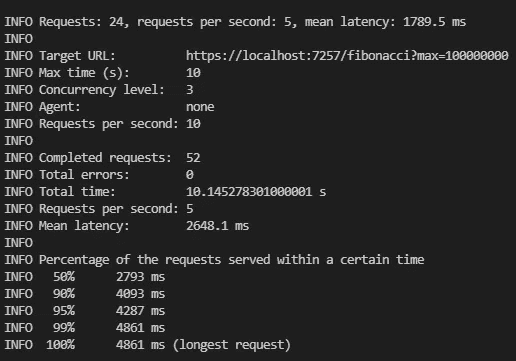 INFO Requests: 24, requests per second: 5, mean latency: 1789.5 ms
INFO
INFO Target URL: https://localhost:7257/fibonacci?max=100000000
INFO Max time (s): 10
INFO Concurrency level: 3
INFO Agent: none
INFO Requests per second: 10
INFO
INFO Completed requests: 52
INFO Total errors: 0
INFO Total time: 10.145278301000001 s
INFO Requests per second: 5
INFO Mean latency: 2648.1 ms
INFO
INFO Percentage of the requests served within a certain time
INFO 50% 2793 ms
INFO 90% 4093 ms
INFO 95% 4287 ms
INFO 99% 4861 ms
INFO 100% 4861 ms (longest request)